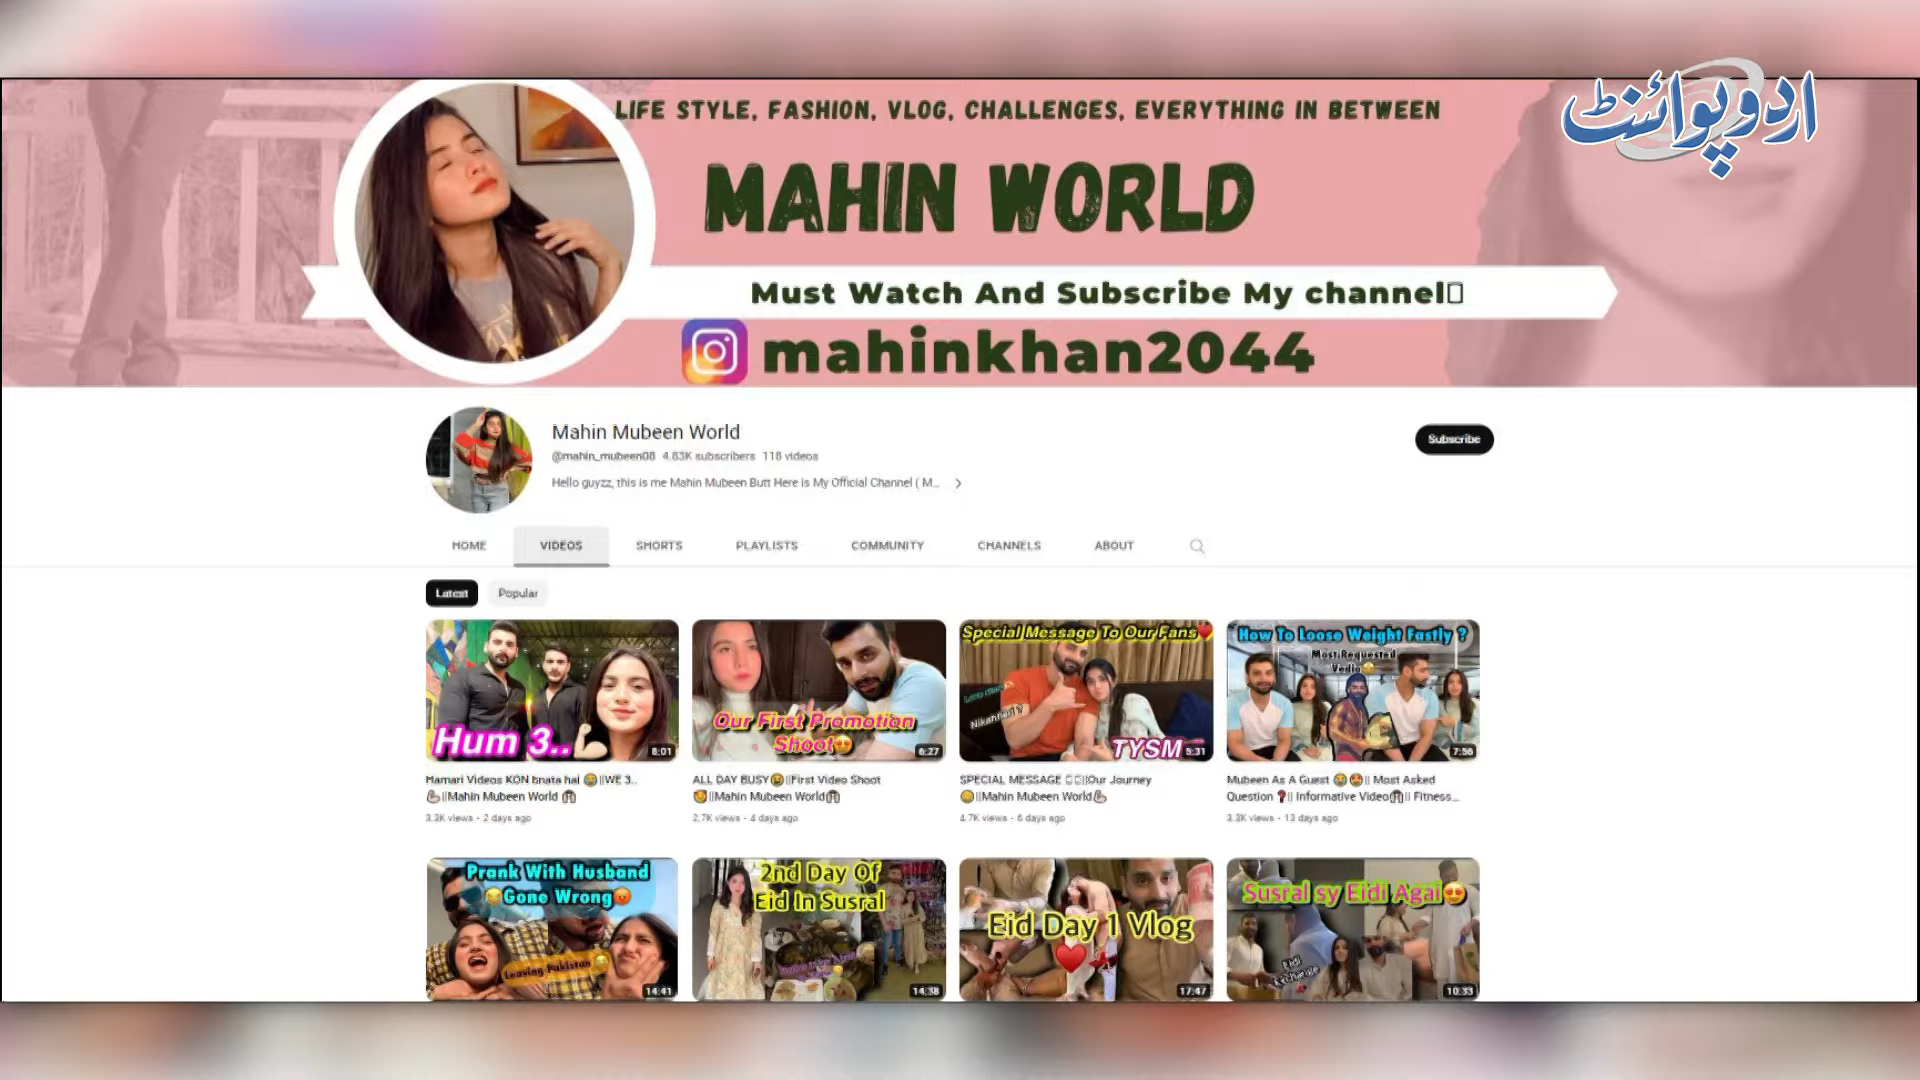 LIFE STYLE, FASHION, VLOG, CHALLENGES, EVERYTHING IN BETWEEN
اردو پوائنٹ
MAHIN WORLD
Must Watch And Subscribe My channel
mahinkhan2044
Mahin Mubeen World
Subscribe
@mahin_mubeen08 4.83K subscribers 118 videos
Hello guyzz, this is me Mahin Mubeen Butt Here is My Official Channel ( M...
HOME VIDEOS SHORTS PLAYLISTS COMMUNITY CHANNELS ABOUT
Latest Popular
Hum 3..
8:01
Our First Promotion
Shoot😍
6:27
Special Message To Our Fans❤️
TYSM
5:31
How To Loose Weight Fastly ?
Most Requested
7:56
Hamari Videos KON bnata hai 😂||WE 3..
💪||Mahin Mubeen World
3.3K views • 2 days ago
ALL DAY BUSY||First Video Shoot
||Mahin Mubeen World
2.7K views • 4 days ago
SPECIAL MESSAGE ||Our Journey
||Mahin Mubeen World💪
4.7K views • 6 days ago
Mubeen As A Guest || Most Asked
Question ❓|| Informative Video|| Fitness...
3.3K views • 13 days ago
Prank With Husband
Gone Wrong😡
Leaving Pakistan
14:41
2nd Day Of
Eid In Susral
14:38
Eid Day 1 Vlog
17:47
Susral sy Eidi Agai😍
10:33